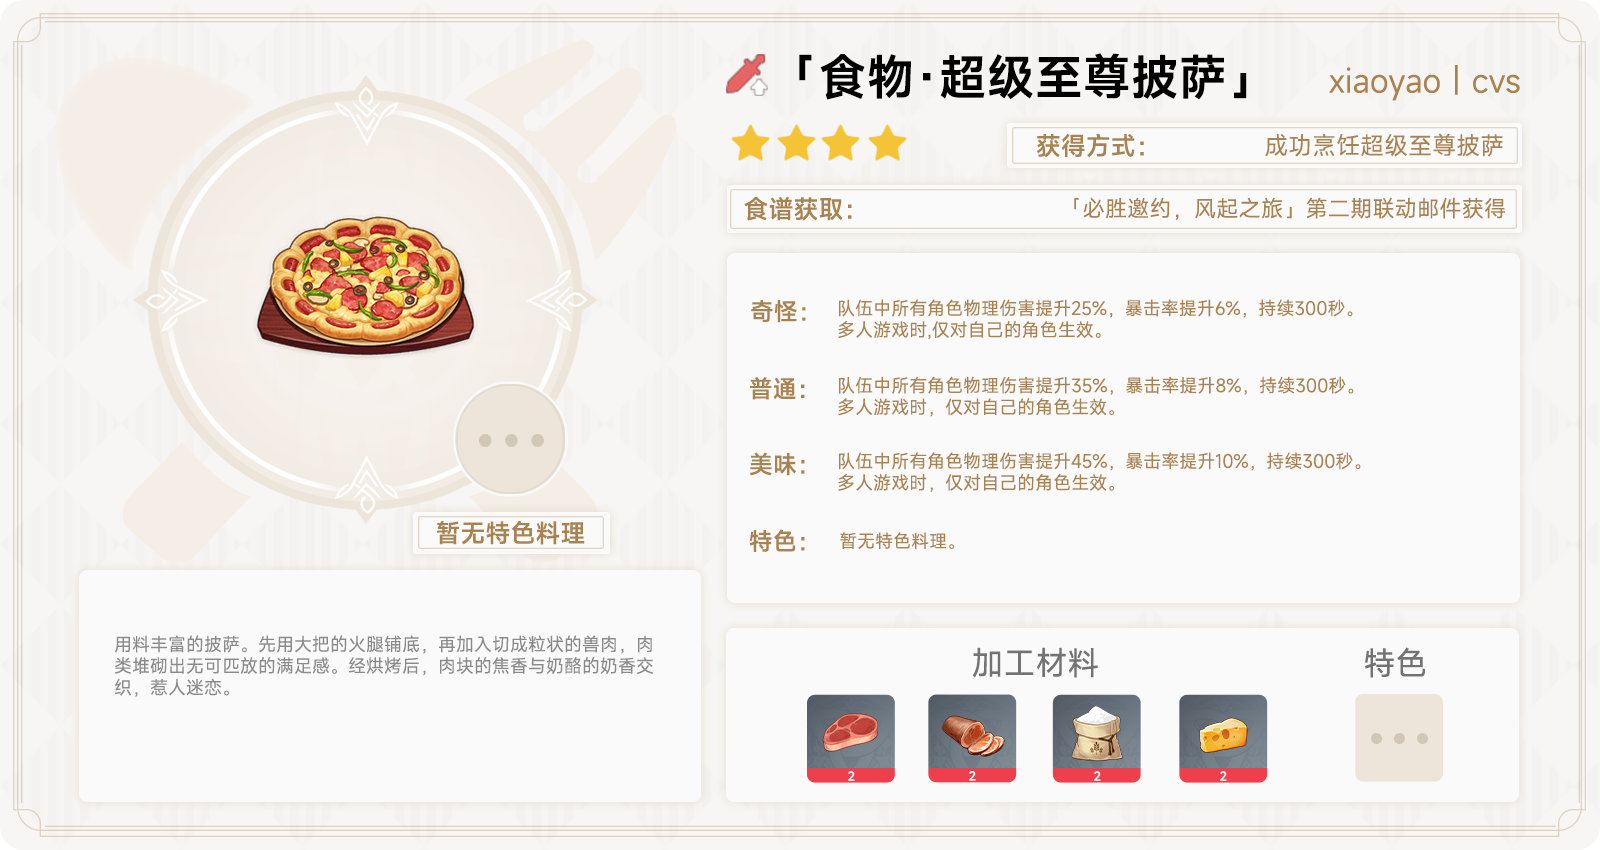 「食物·超级至尊披萨」
xiaoyao | cvs
获得方式：
成功烹饪超级至尊披萨
食谱获取：
「必胜邀约，风起之旅」第二期联动邮件获得
奇怪：
队伍中所有角色物理伤害提升25%，暴击率提升6%，持续300秒。
多人游戏时,仅对自己的角色生效。
普通：
队伍中所有角色物理伤害提升35%，暴击率提升8%，持续300秒。
多人游戏时，仅对自己的角色生效。
美味：
队伍中所有角色物理伤害提升45%，暴击率提升10%，持续300秒。
多人游戏时，仅对自己的角色生效。
特色：
暂无特色料理。
暂无特色料理
用料丰富的披萨。先用大把的火腿铺底，再加入切成粒状的兽肉，肉
类堆砌出无可匹敌的满足感。经烘烤后，肉块的焦香与奶酪的奶香交
织，惹人迷恋。
加工材料
特色
2
2
2
2